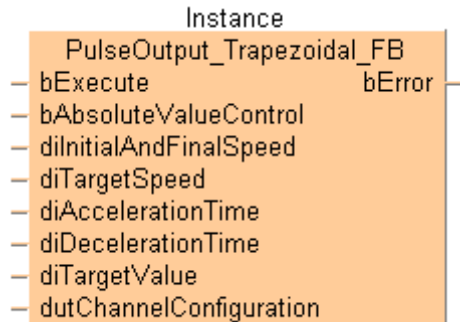 Instance
PulseOutput_Trapezoidal_FB
bExecute bError
bAbsoluteValueControl
diInitialAndFinalSpeed
diTargetSpeed
diAccelerationTime
diDecelerationTime
diTargetValue
dutChannelConfiguration